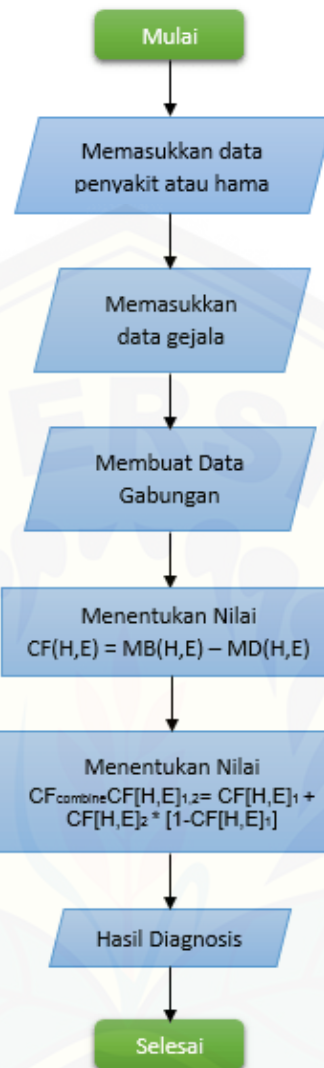 Mulai
Memasukkan data
penyakit atau hama
Memasukkan
data gejala
Membuat Data
Gabungan
Menentukan Nilai
CF(H,E) = MB(H,E) – MD(H,E)
Menentukan Nilai
CFcombineCF[H,E]1,2= CF[H,E]1 +
CF[H,E]2 * [1-CF[H,E]1]
Hasil Diagnosis
Selesai